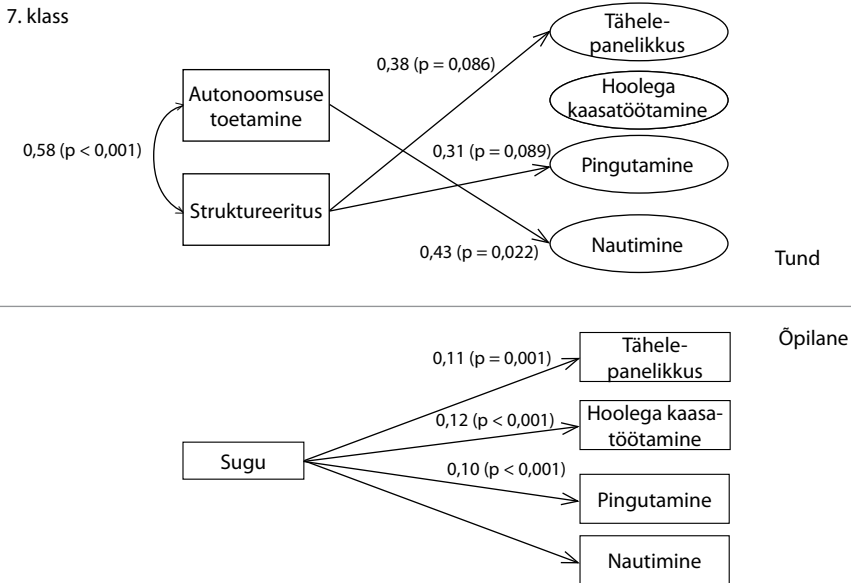 7. klass
Tähele-
panelikkus
0,38 (p = 0,086)
Autonoomsuse
toetamine
Hoolega
kaasatöötamine
0,58 (p < 0,001)
0,31 (p = 0,089)
Pingutamine
Struktureeritus
0,43 (p = 0,022)
Nautimine
Tund
Õpilane
Tähele-
panelikkus
0,11 (p = 0,001)
Hoolega kaasa-
töötamine
0,12 (p < 0,001)
Sugu
0,10 (p < 0,001)
Pingutamine
Nautimine